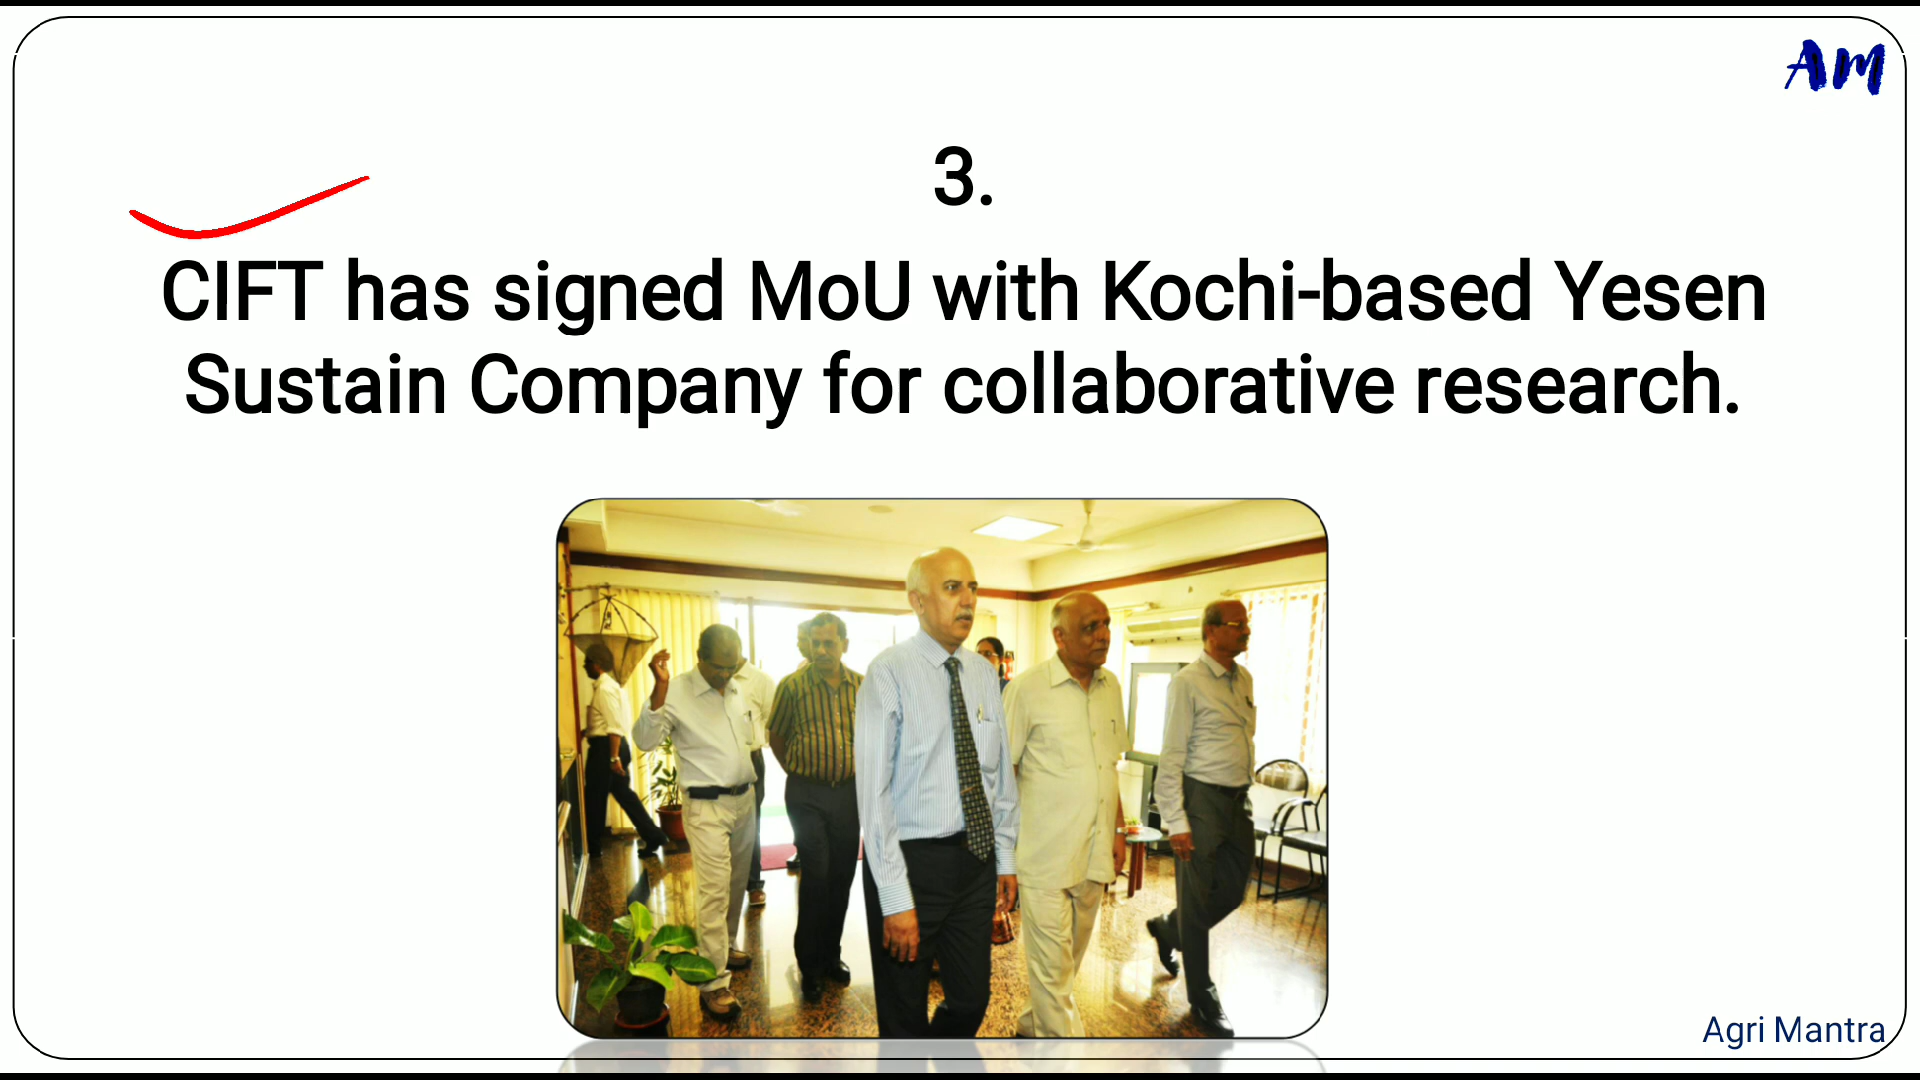 AM
3.
CIFT has signed MoU with Kochi-based Yesen
Sustain Company for collaborative research.
Agri Mantra